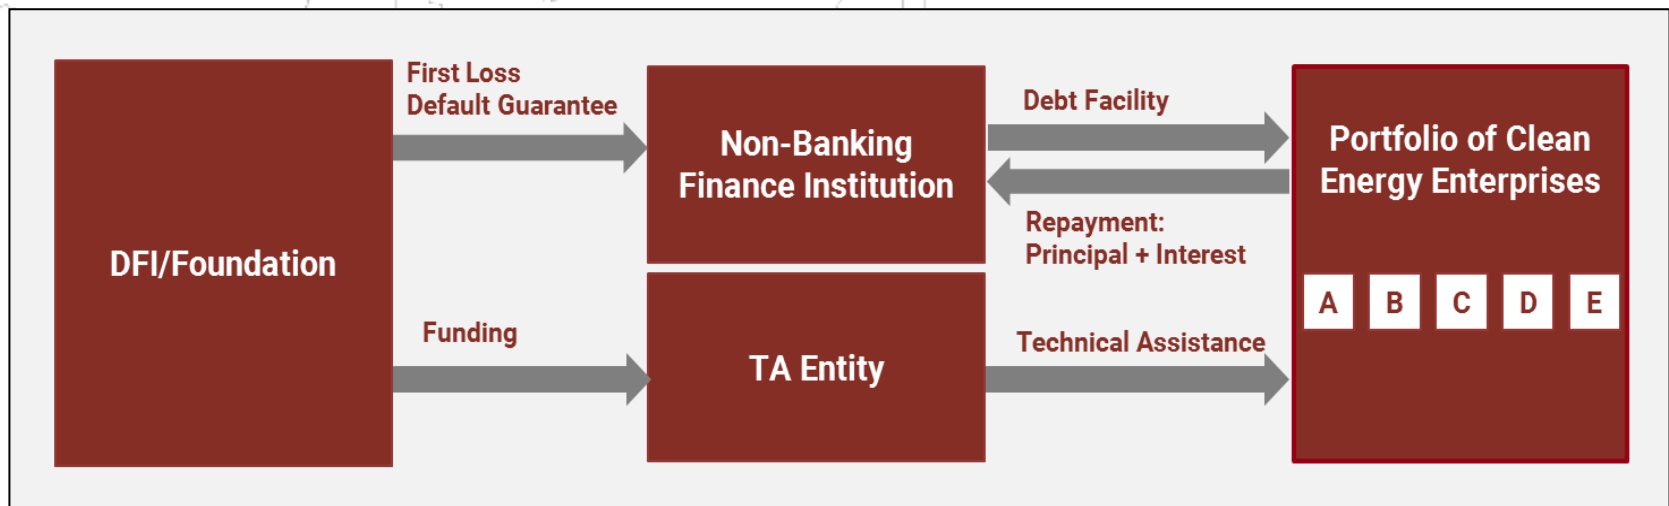 DFI/Foundation
First Loss
Default Guarantee
Funding
Non-Banking
Finance Institution
TA Entity
Debt Facility
Repayment:
Principal + Interest
Technical Assistance
Portfolio of Clean
Energy Enterprises
A B C D E